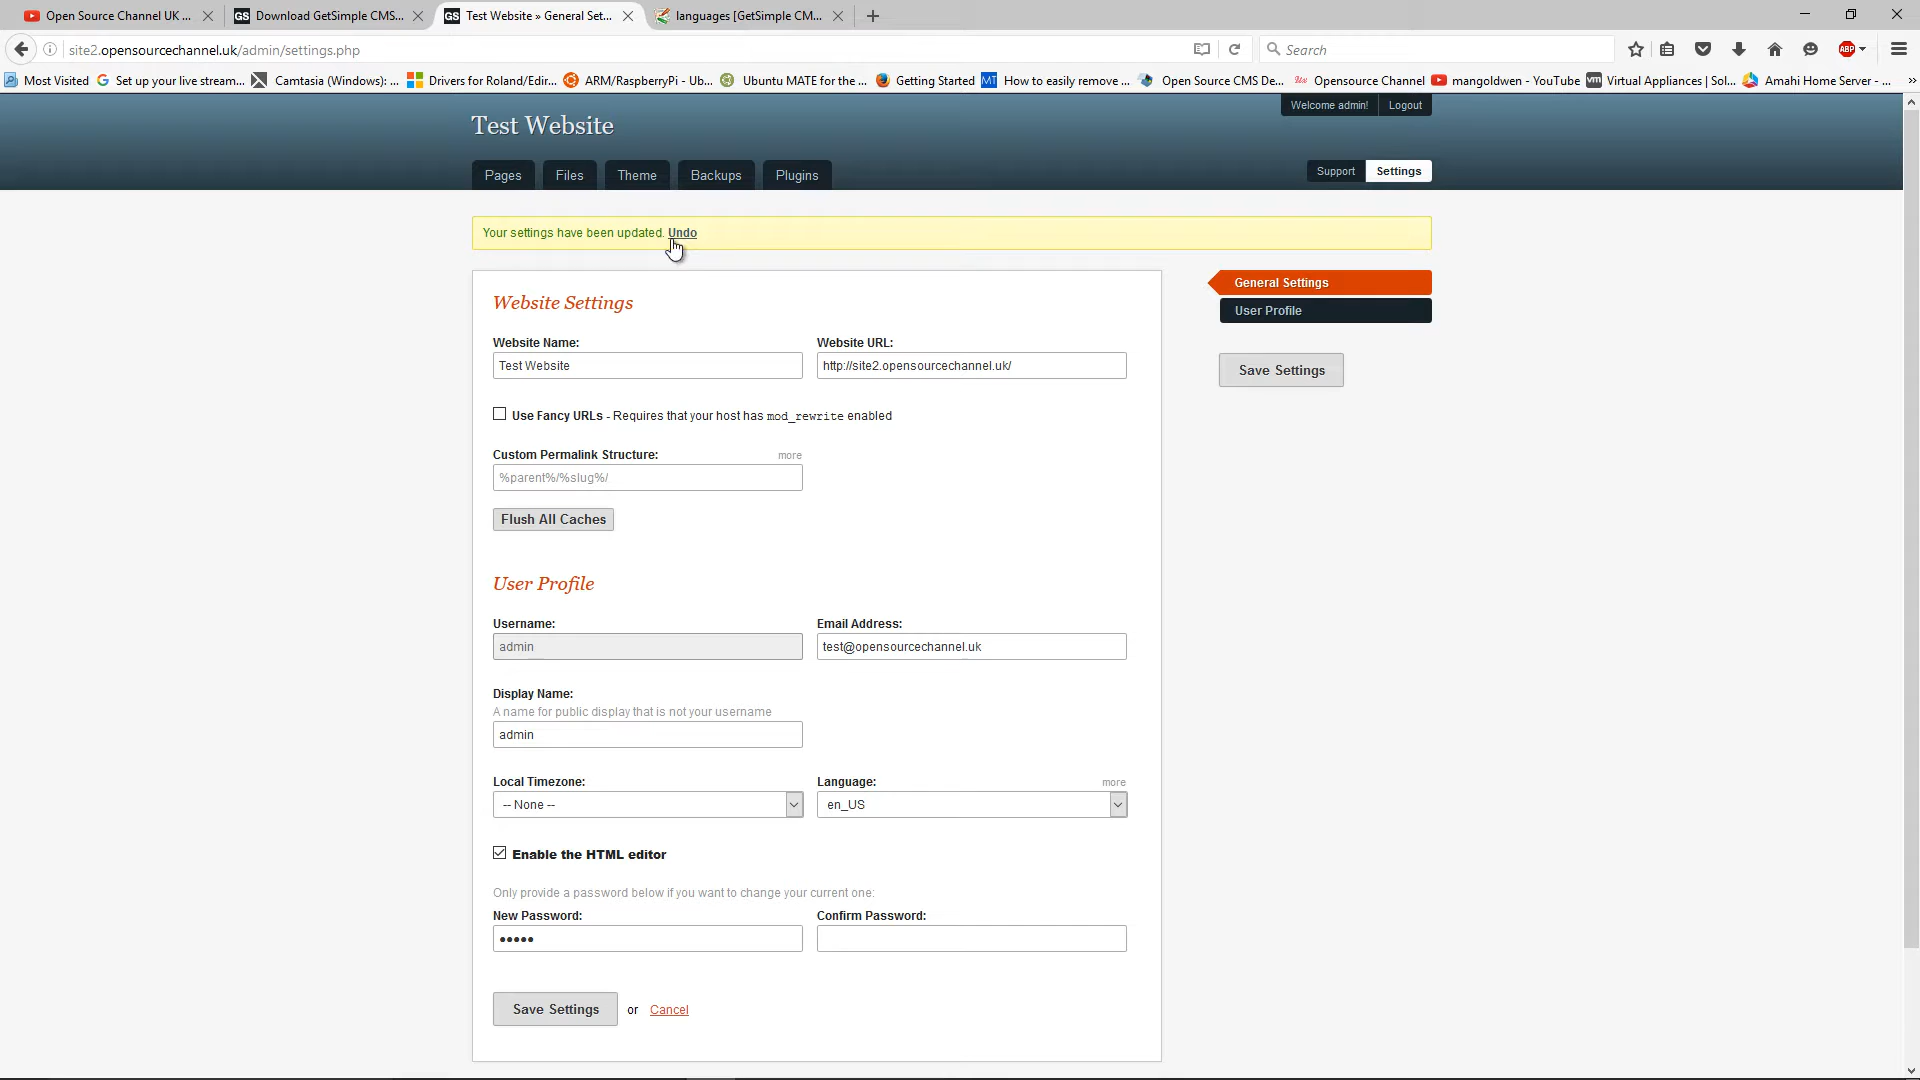 Open Source Channel UK ...
Download GetSimple CMS...
Test Website » General Set...
languages [GetSimple CM...
site2.opensourcechannel.uk/admin/settings.php
Search
Most Visited
Set up your live stream...
Camtasia (Windows): ...
Drivers for Roland/Edir...
ARM/RaspberryPi - Ub...
Ubuntu MATE for the ...
Getting Started
How to easily remove ...
Open Source CMS De...
Opensource Channel
mangoldwen - YouTube
Virtual Appliances | Sol...
Amahi Home Server - ...
Welcome admin! Logout
Test Website
Pages Files Theme Backups Plugins
Support Settings
Your settings have been updated. Undo
General Settings
User Profile
Save Settings
Website Settings
Website Name: Website URL:
Test Website http://site2.opensourcechannel.uk/
Use Fancy URLs - Requires that your host has mod_rewrite enabled
Custom Permalink Structure: more
%parent%/%slug%/
Flush All Caches
User Profile
Username: Email Address:
admin test@opensourcechannel.uk
Display Name:
A name for public display that is not your username
admin
Local Timezone: Language: more
-- None -- en_US
Enable the HTML editor
Only provide a password below if you want to change your current one:
New Password: Confirm Password:
●●●●●
Save Settings or Cancel